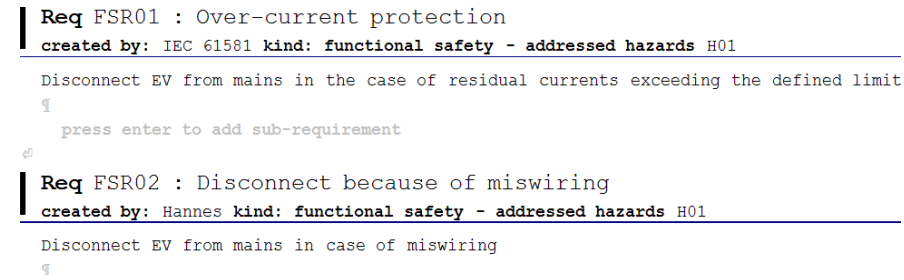 Req FSR01 : Over-current protection
created by: IEC 61581 kind: functional safety - addressed hazards H01
Disconnect EV from mains in the case of residual currents exceeding the defined limit
¶
press enter to add sub-requirement
⏎
Req FSR02 : Disconnect because of miswiring
created by: Hannes kind: functional safety - addressed hazards H01
Disconnect EV from mains in case of miswiring
¶